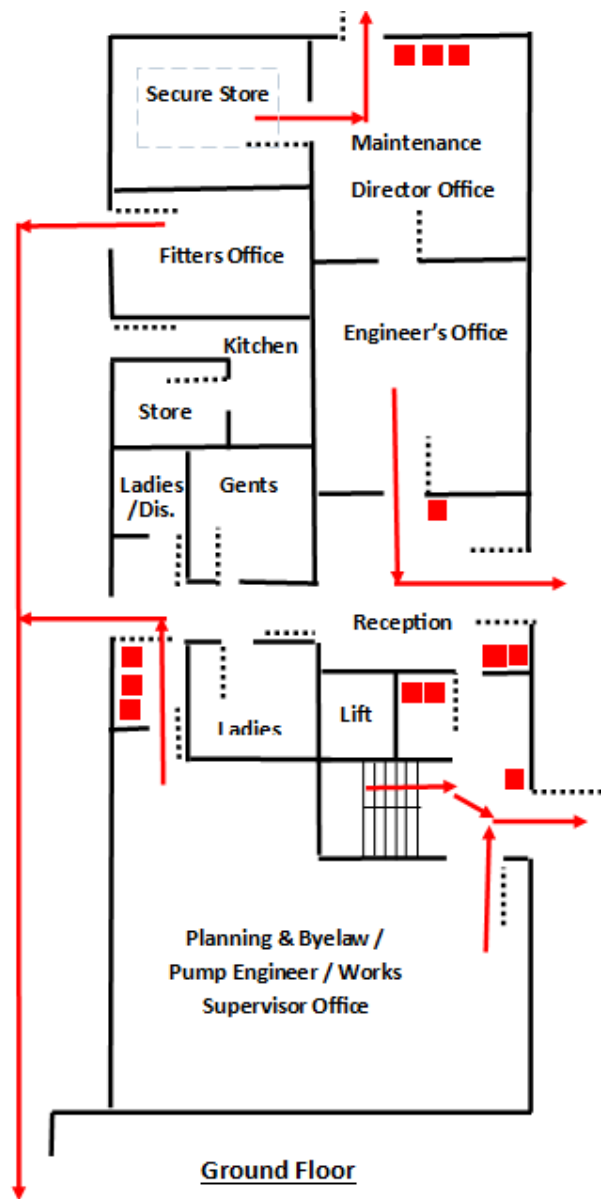 Secure Store
Maintenance
Director Office
Fitters Office
Kitchen
Engineer's Office
Store
Ladies
/Dis.
Gents
Reception
Ladies
Lift
Planning & Byelaw /
Pump Engineer / Works
Supervisor Office
Ground Floor